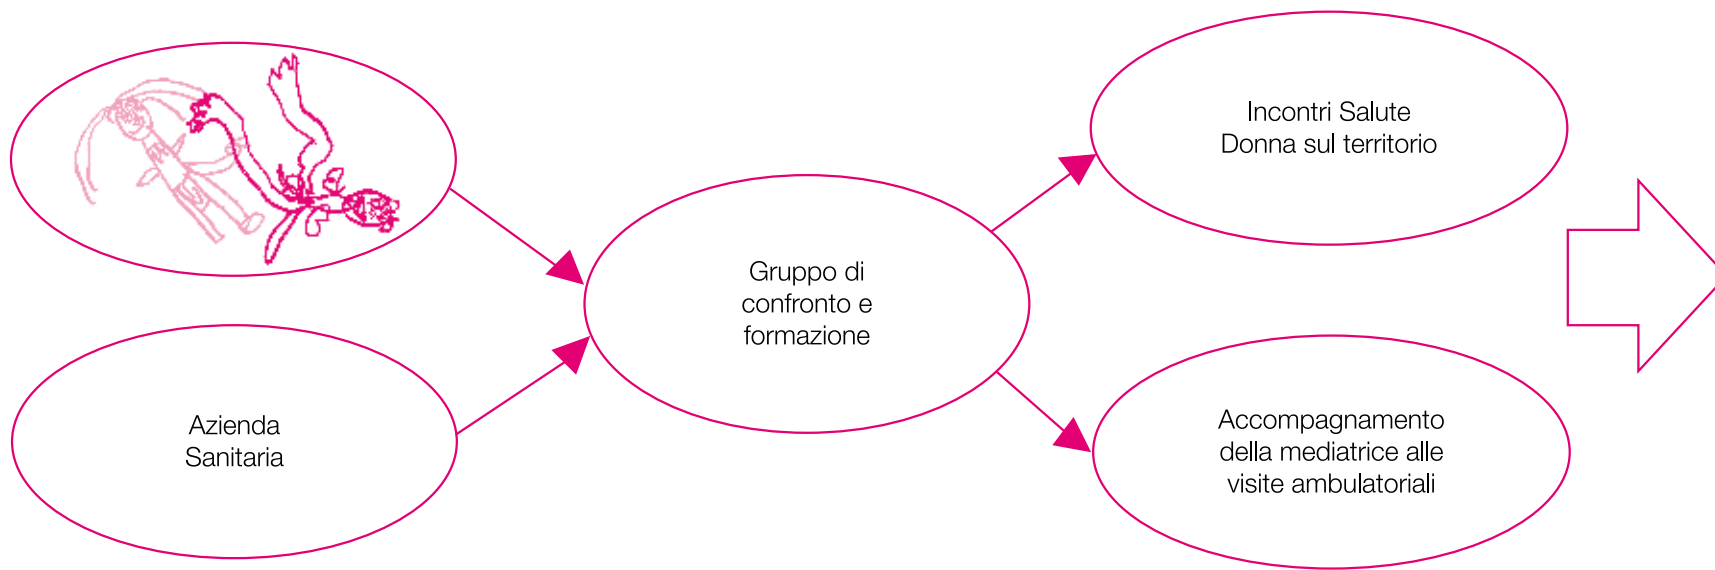 Incontri Salute
Donna sul territorio
Gruppo di
confronto e
formazione
Azienda
Sanitaria
Accompagnamento
della mediatrice alle
visite ambulatoriali